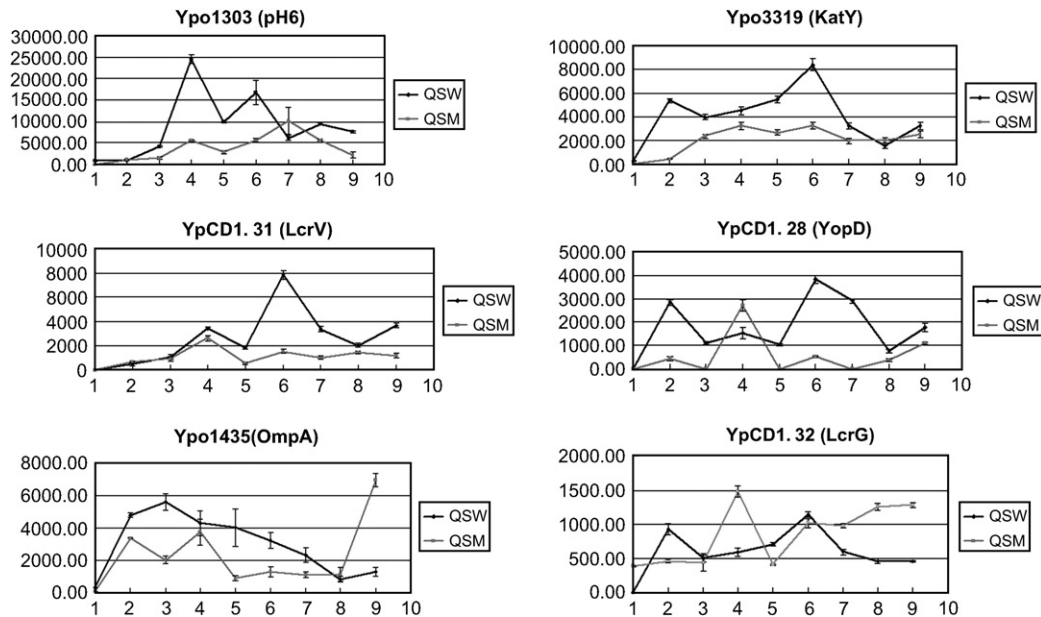 Ypo1303 (pH6)
30000.00
25000.00
20000.00
15000.00
10000.00
5000.00
0.00
1 2 3 4 5 6 7 8 9 10
QSW
QSM
Ypo3319 (KatY)
10000.00
8000.00
6000.00
4000.00
2000.00
0.00
1 2 3 4 5 6 7 8 9 10
QSW
QSM
YpCD1. 31 (LcrV)
10000
8000
6000
4000
2000
0
1 2 3 4 5 6 7 8 9 10
QSW
QSM
YpCD1. 28 (YopD)
5000.00
4000.00
3000.00
2000.00
1000.00
0.00
1 2 3 4 5 6 7 8 9 10
QSW
QSM
Ypo1435(OmpA)
8000.00
6000.00
4000.00
2000.00
0.00
1 2 3 4 5 6 7 8 9 10
QSW
QSM
YpCD1. 32 (LcrG)
2000.00
1500.00
1000.00
500.00
0.00
1 2 3 4 5 6 7 8 9 10
QSW
QSM